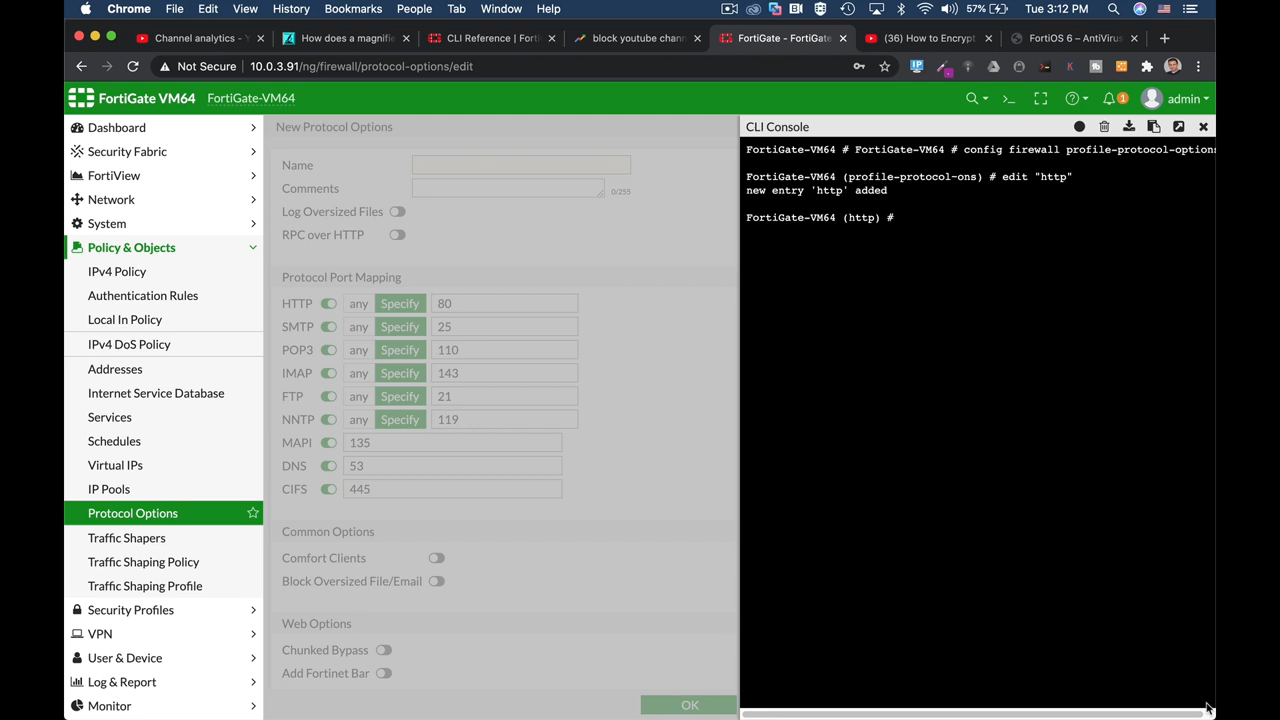 Chrome File Edit View History Bookmarks People Tab Window Help 57% Tue 3:12 PM
Channel analytics - Y
How does a magnifie
CLI Reference | Forti
block youtube chann
FortiGate - FortiGate
(36) How to Encrypt
FortiOS 6 – AntiVirus
Not Secure | 10.0.3.91/ng/firewall/protocol-options/edit
FortiGate VM64 FortiGate-VM64 1 admin
Dashboard
Security Fabric
FortiView
Network
System
Policy & Objects
IPv4 Policy
Authentication Rules
Local In Policy
IPv4 DoS Policy
Addresses
Internet Service Database
Services
Schedules
Virtual IPs
IP Pools
Protocol Options
Traffic Shapers
Traffic Shaping Policy
Traffic Shaping Profile
Security Profiles
VPN
User & Device
Log & Report
Monitor
New Protocol Options
Name
Comments 0/255
Log Oversized Files
RPC over HTTP
Protocol Port Mapping
HTTP any Specify 80
SMTP any Specify 25
POP3 any Specify 110
IMAP any Specify 143
FTP any Specify 21
NNTP any Specify 119
MAPI 135
DNS 53
CIFS 445
Common Options
Comfort Clients
Block Oversized File/Email
Web Options
Chunked Bypass
Add Fortinet Bar
OK
CLI Console
FortiGate-VM64 # FortiGate-VM64 # config firewall profile-protocol-options
FortiGate-VM64 (profile-protocol~ons) # edit "http"
new entry 'http' added
FortiGate-VM64 (http) #